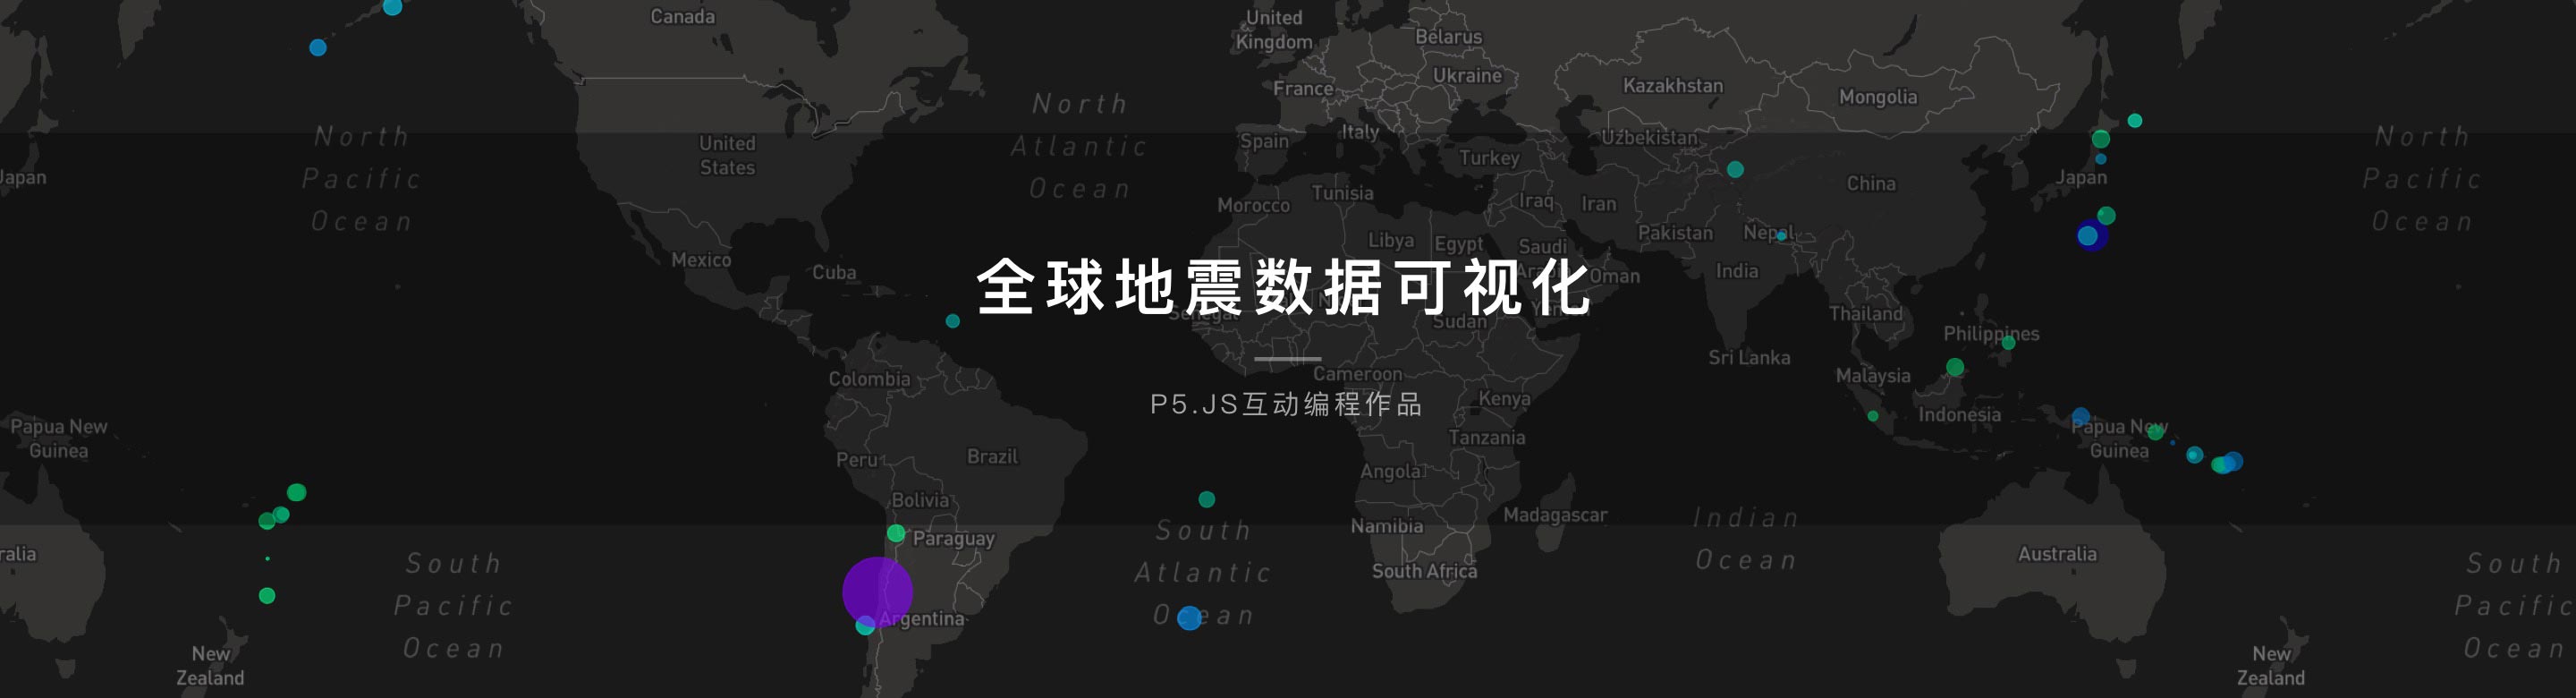 Canada
United
Kingdom
Belarus
Ukraine
France
Kazakhstan
Mongolia
North
Atlantic
Ocean
North
Pacific
Ocean
United
States
Spain
Italy
Turkey
Uzbekistan
China
Japan
Japan
North
Pacific
Ocean
Morocco
Tunisia
Iraq
Iran
Libya
Egypt
Saudi
Pakistan
Nepal
Mexico
Cuba
India
Oman
全球地震数据可视化
Senegal
Sudan
Yemen
Thailand
Philippines
Sri Lanka
Colombia
Cameroon
Malaysia
P5.JS互动编程作品
Kenya
Indonesia
Papua New
Guinea
Papua New
Guinea
Tanzania
Peru
Brazil
Angola
Bolivia
Madagascar
Indian
Ocean
South
Atlantic
Ocean
Namibia
Paraguay
ralia
Australia
South
Pacific
Ocean
South Africa
South
Pacific
Ocean
Argentina
New
Zealand
New
Zealand